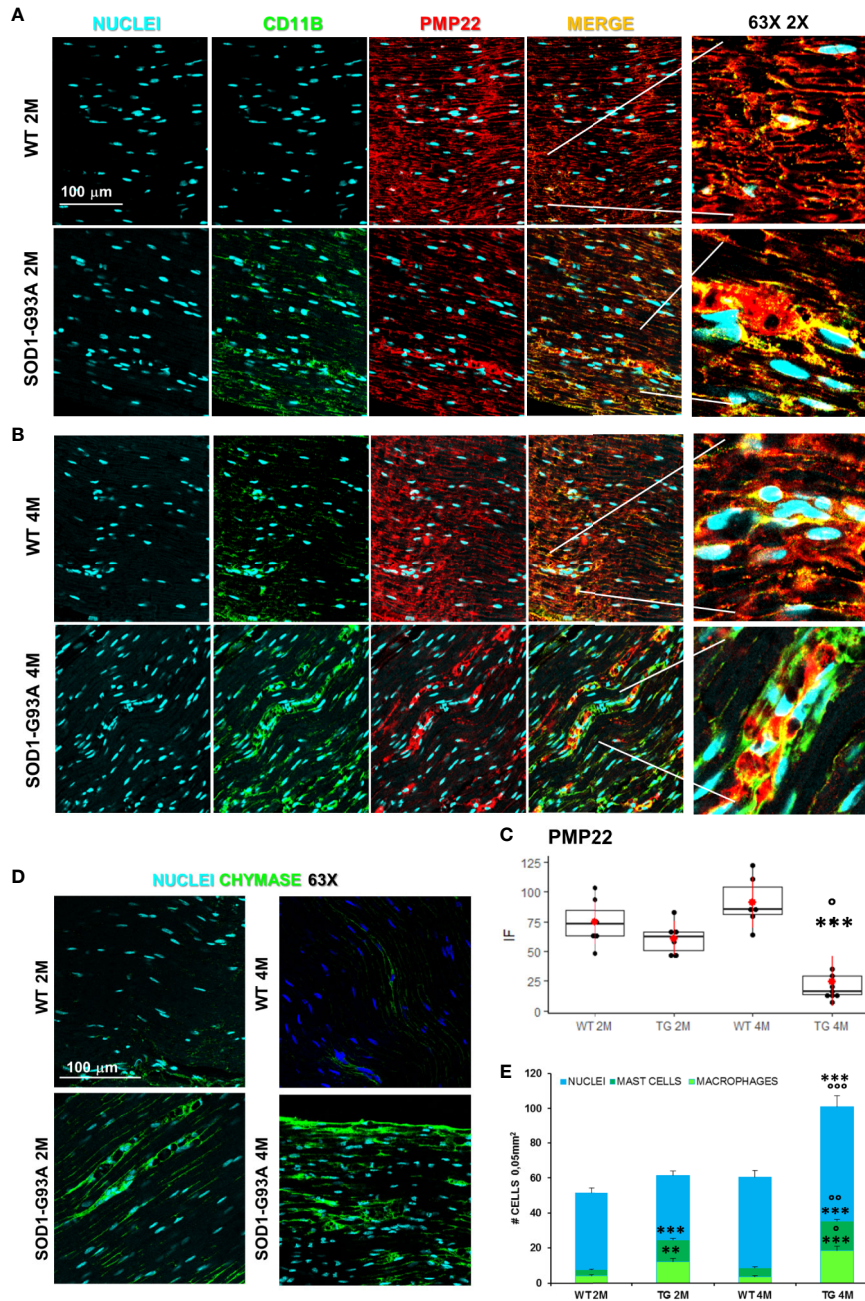 A
NUCLEI CD11B PMP22 MERGE 63X 2X
WT 2M
100 μm
SOD1-G93A 2M
B
WT 4M
SOD1-G93A 4M
C PMP22
125
100
75
50
25
0
IF
°
***
WT 2M TG 2M WT 4M TG 4M
D
NUCLEI CHYMASE 63X
WT 2M
100 μm
WT 4M
SOD1-G93A 2M
SOD1-G93A 4M
E
NUCLEI MAST CELLS MACROPHAGES
# CELLS 0,05mm²
120
100
80
60
40
20
0
***
**
***
°°°
°°
***
°
***
WT 2M TG 2M WT 4M TG 4M